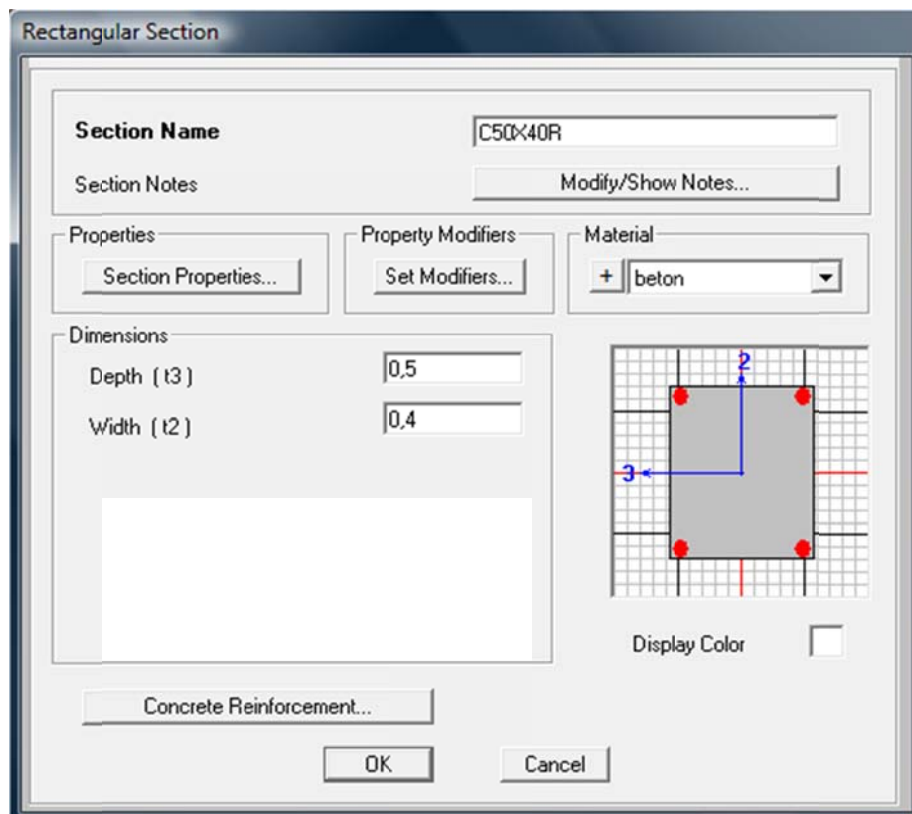 Rectangular Section
Section Name C50X40R
Section Notes Modify/Show Notes...
Properties Property Modifiers Material
Section Properties... Set Modifiers... + beton
Dimensions
Depth ( t3 ) 0,5
Width ( t2 ) 0,4
2
3
Display Color
Concrete Reinforcement...
OK Cancel